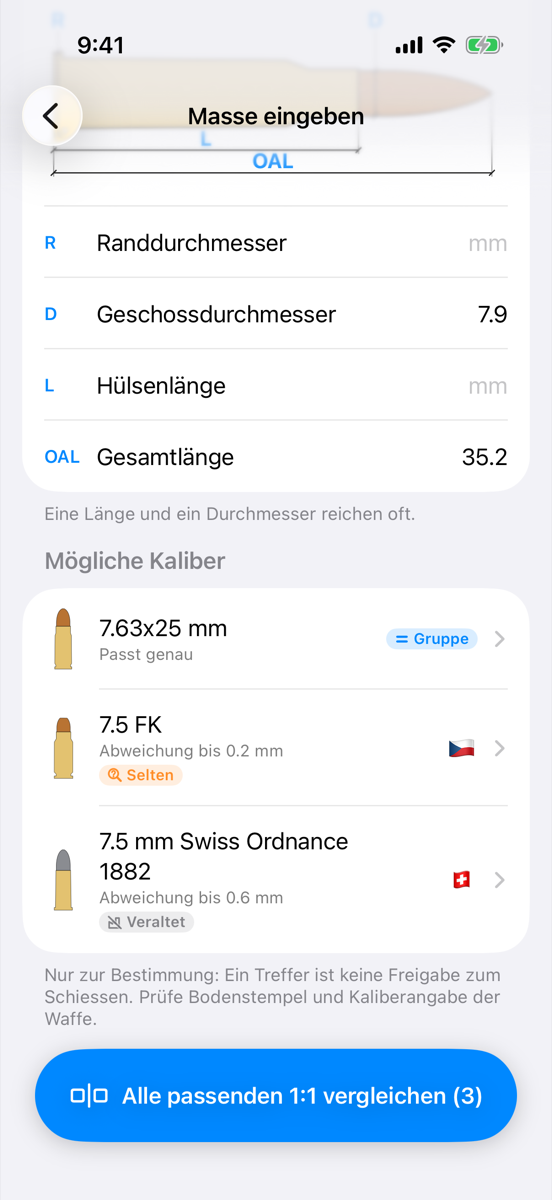 R
D
9:41
Masse eingeben
L
OAL
R Randdurchmesser mm
D Geschossdurchmesser 7.9
L Hülsenlänge mm
OAL Gesamtlänge 35.2
Eine Länge und ein Durchmesser reichen oft.
Mögliche Kaliber
7.63x25 mm
Passt genau
= Gruppe
7.5 FK
Abweichung bis 0.2 mm
Selten
7.5 mm Swiss Ordnance
1882
Abweichung bis 0.6 mm
Veraltet
Nur zur Bestimmung: Ein Treffer ist keine Freigabe zum
Schiessen. Prüfe Bodenstempel und Kaliberangabe der
Waffe.
Alle passenden 1:1 vergleichen (3)